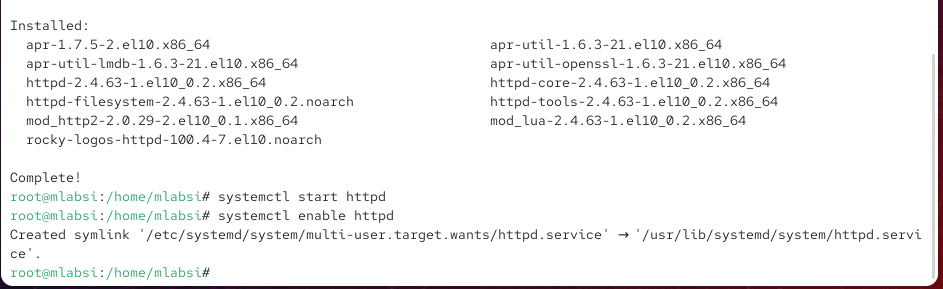 Installed:
  apr-1.7.5-2.el10.x86_64                          apr-util-1.6.3-21.el10.x86_64
  apr-util-lmdb-1.6.3-21.el10.x86_64               apr-util-openssl-1.6.3-21.el10.x86_64
  httpd-2.4.63-1.el10_0.2.x86_64                   httpd-core-2.4.63-1.el10_0.2.x86_64
  httpd-filesystem-2.4.63-1.el10_0.2.noarch        httpd-tools-2.4.63-1.el10_0.2.x86_64
  mod_http2-2.0.29-2.el10_0.1.x86_64               mod_lua-2.4.63-1.el10_0.2.x86_64
  rocky-logos-httpd-100.4-7.el10.noarch

Complete!
root@mlabsi:/home/mlabsi# systemctl start httpd
root@mlabsi:/home/mlabsi# systemctl enable httpd
Created symlink '/etc/systemd/system/multi-user.target.wants/httpd.service' → '/usr/lib/systemd/system/httpd.servi
ce'.
root@mlabsi:/home/mlabsi#